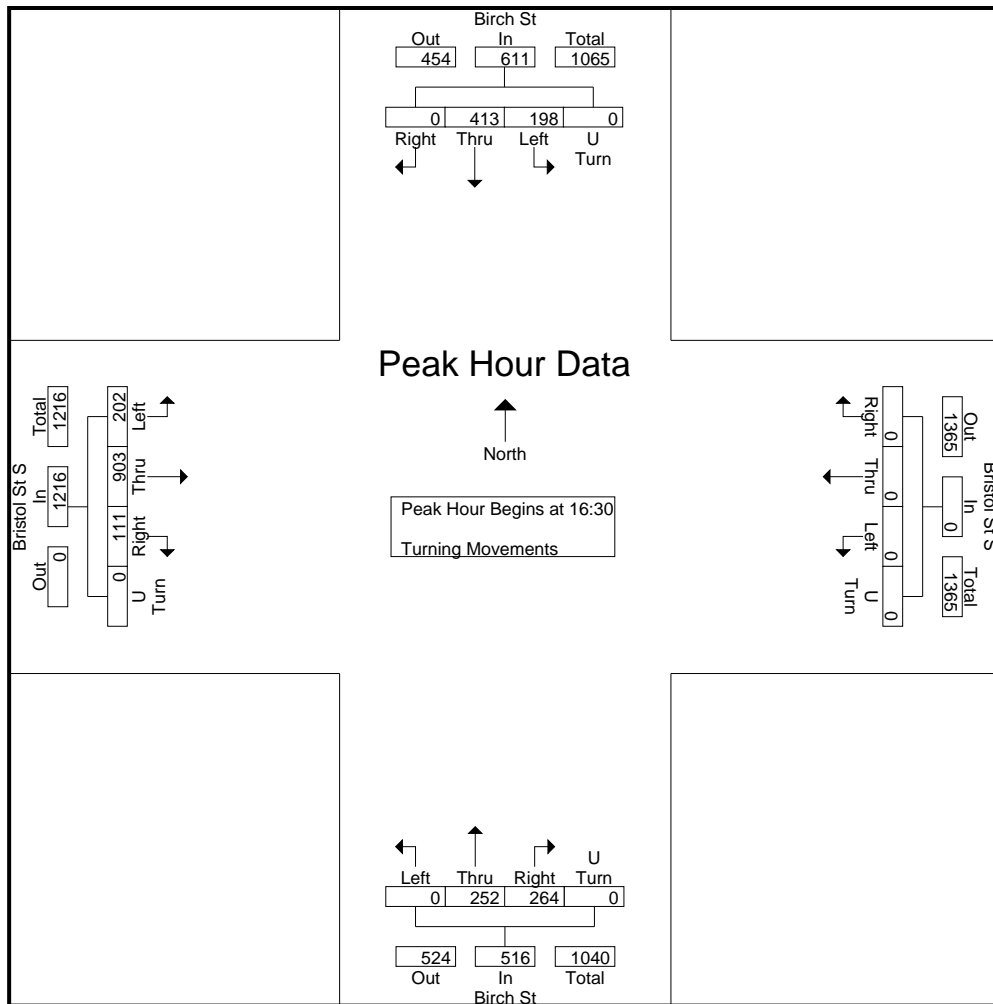 Birch St
Out In Total
454 611 1065
0 413 198 0
Right Thru Left U Turn
Peak Hour Data
North
Peak Hour Begins at 16:30
Turning Movements
Bristol St S
Out In Total
0 1216 1216
202 903 111 0
Left Thru Right U Turn
Bristol St S
Out In Total
1365 0 1365
0 0 0 0
Right Thru Left U Turn
Left Thru Right U Turn
0 252 264 0
524 516 1040
Out In Total
Birch St